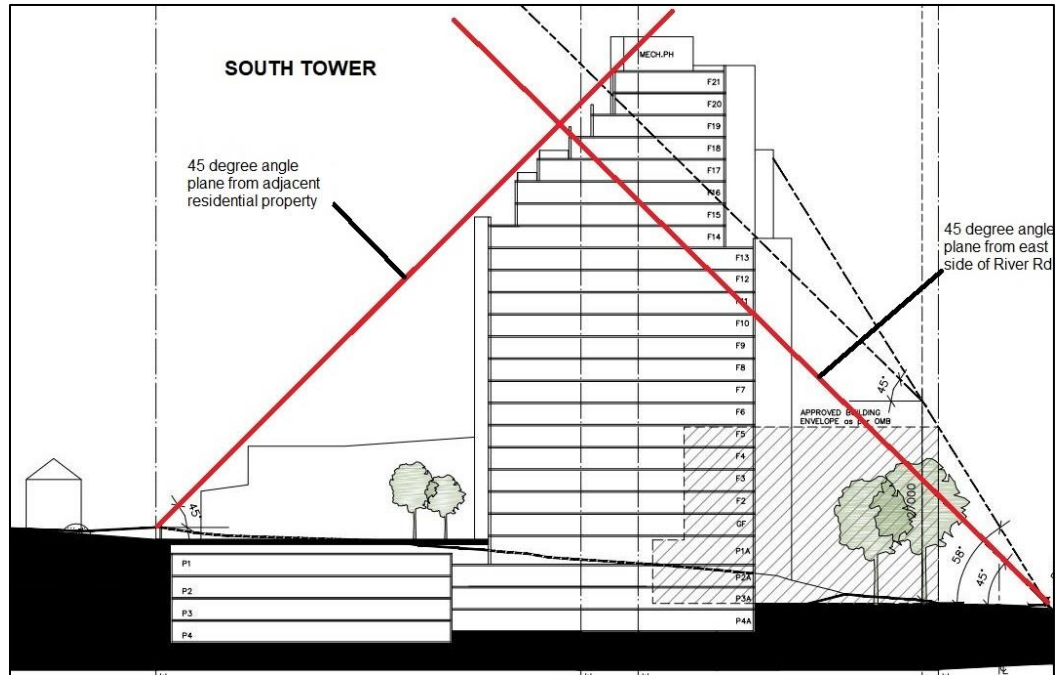 SOUTH TOWER
MECH.PH
F21
F20
F19
F18
F17
F16
F15
F14
F13
F12
F11
F10
F9
F8
F7
F6
F5
F4
F3
F2
GF
P1A
P2A
P3A
P4A
45 degree angle
plane from adjacent
residential property
45 degree angle
plane from east
side of River Rd
45°
APPROVED BUILDING
ENVELOPE as per OMB
45°
58°
45°
P1
P2
P3
P4